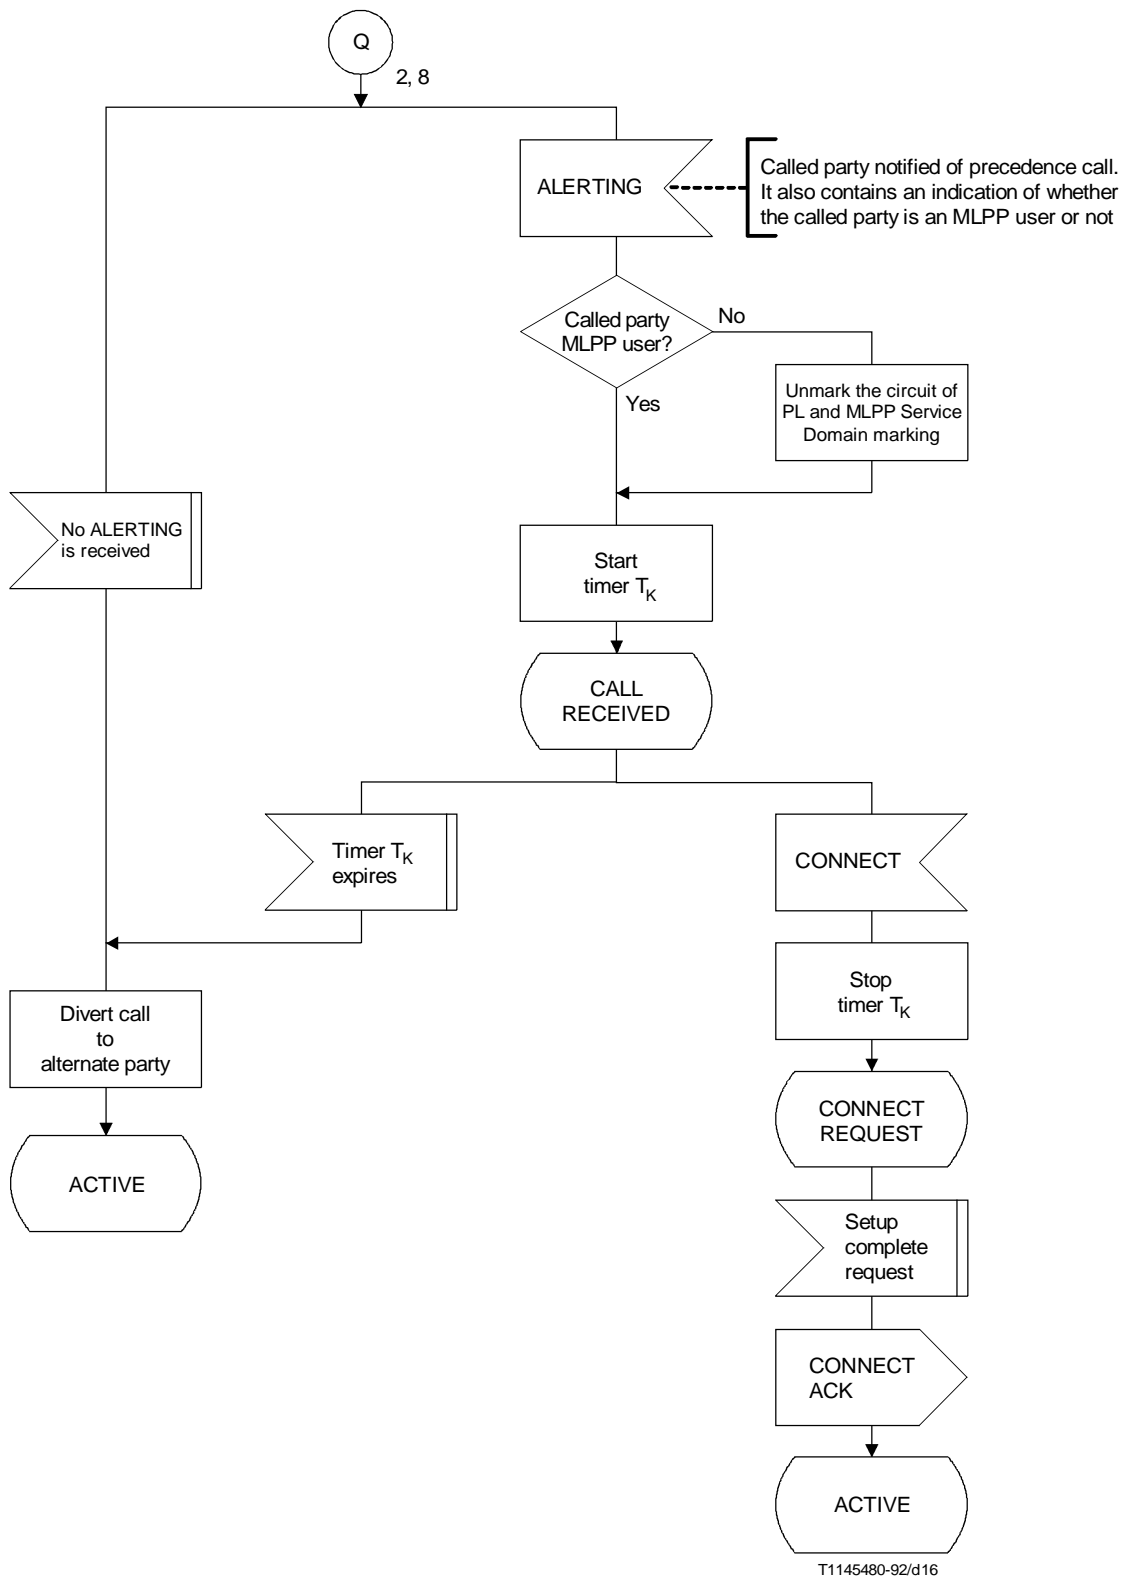 Q
2, 8
ALERTING
Called party notified of precedence call.
It also contains an indication of whether
the called party is an MLPP user or not
Called party
MLPP user?
No
Yes
Unmark the circuit of
PL and MLPP Service
Domain marking
No ALERTING
is received
Start
timer TK
CALL
RECEIVED
Timer TK
expires
CONNECT
Stop
timer TK
Divert call
to
alternate party
CONNECT
REQUEST
ACTIVE
Setup
complete
request
CONNECT
ACK
ACTIVE
T1145480-92/d16